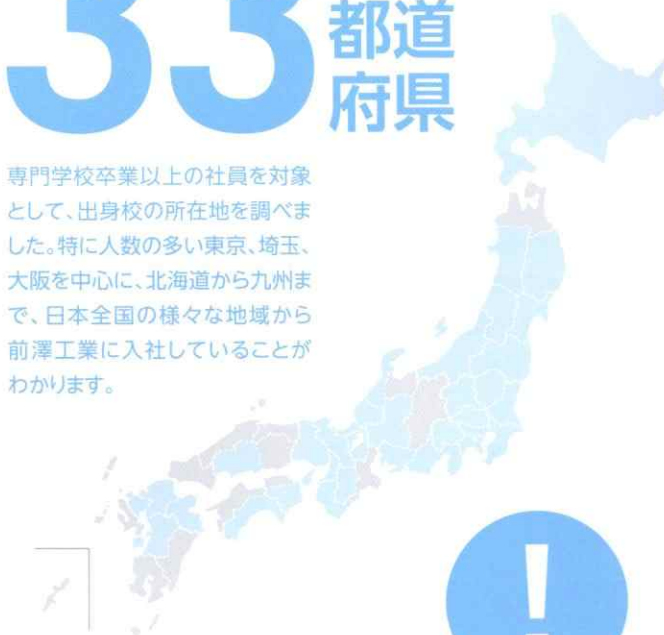 33
都道
府県
専門学校卒業以上の社員を対象
として、出身校の所在地を調べま
した。特に人数の多い東京、埼玉、
大阪を中心に、北海道から九州ま
で、日本全国の様々な地域から
前澤工業に入社していることが
わかります。
!